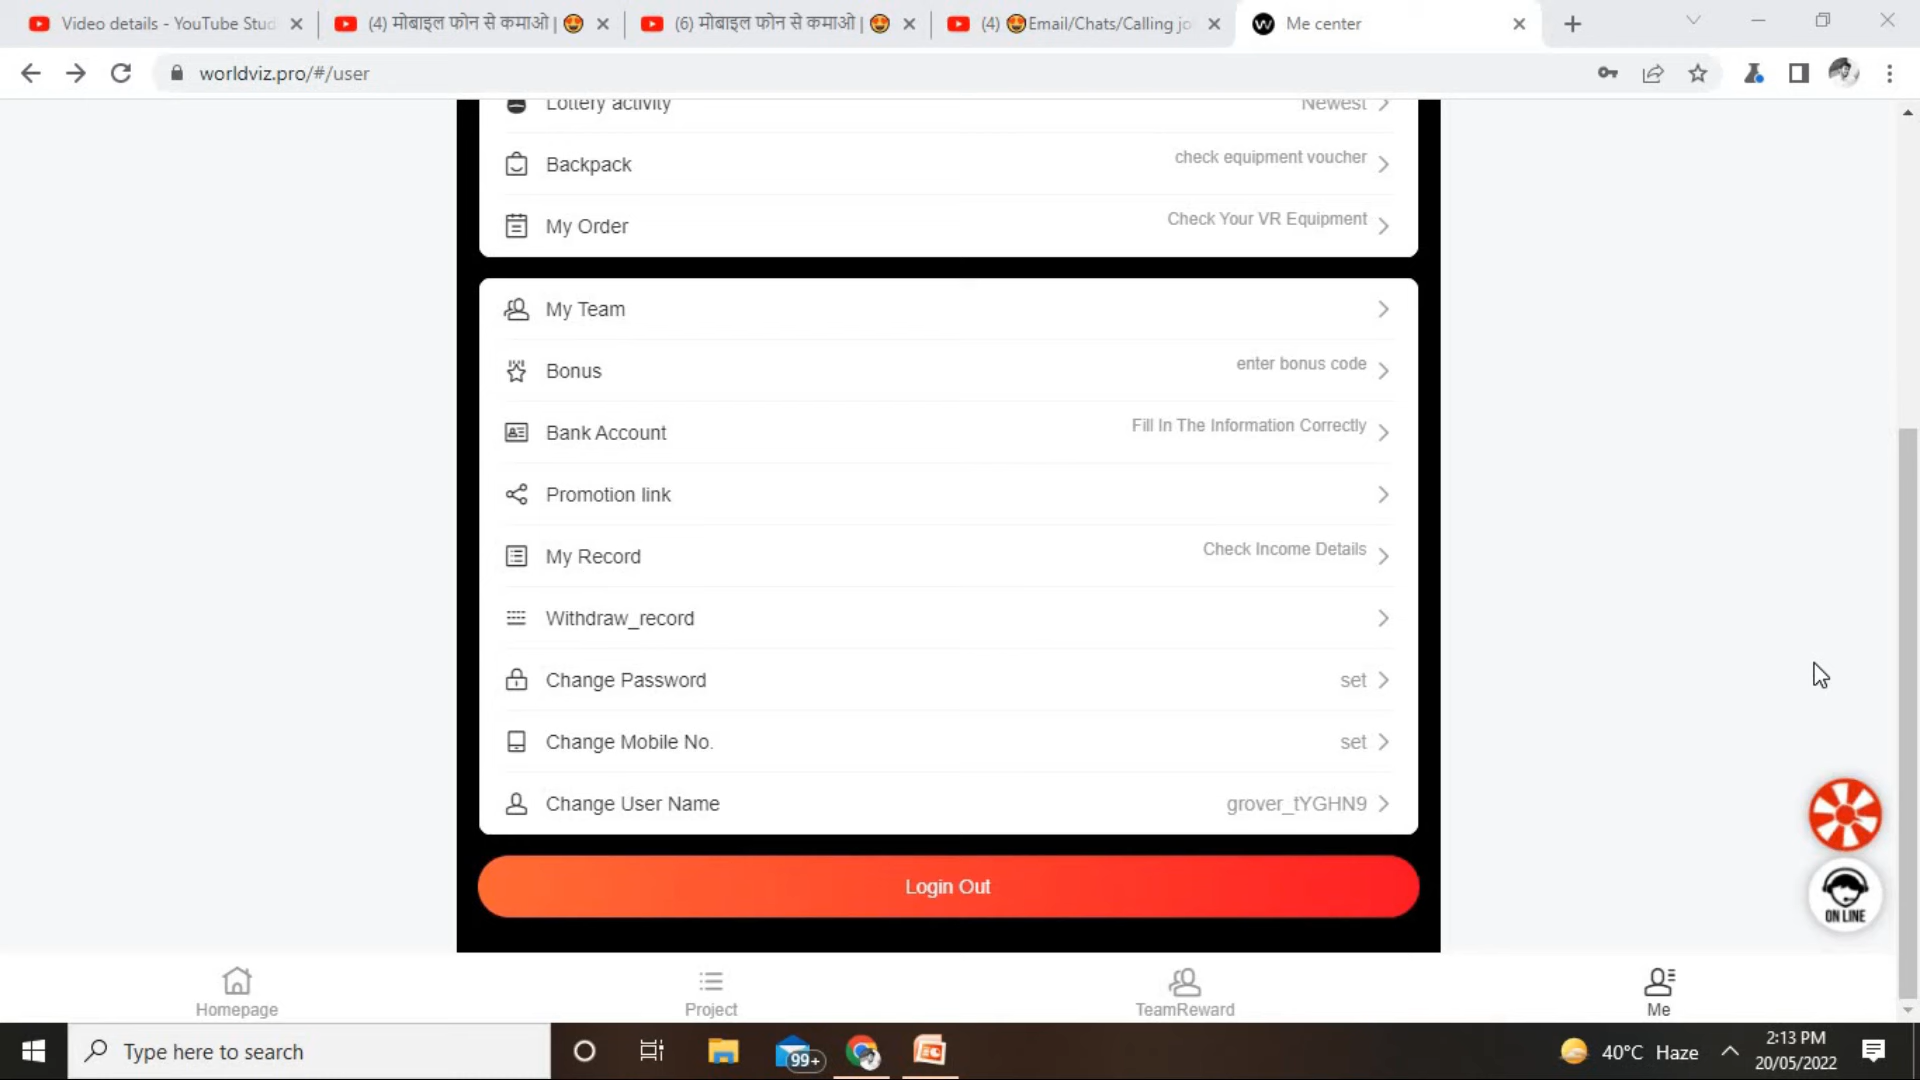 Video details - YouTube Stud
(4) मोबाइल फोन से कमाओ | 😍
(6) मोबाइल फोन से कमाओ | 😍
(4) 😍Email/Chats/Calling jo
Me center
worldviz.pro/#/user
Lottery activity
Newest
Backpack
check equipment voucher
My Order
Check Your VR Equipment
My Team
Bonus
enter bonus code
Bank Account
Fill In The Information Correctly
Promotion link
My Record
Check Income Details
Withdraw_record
Change Password
set
Change Mobile No.
set
Change User Name
grover_tYGHN9
Login Out
ON LINE
Homepage
Project
TeamReward
Me
Type here to search
99+
40°C Haze
2:13 PM
20/05/2022